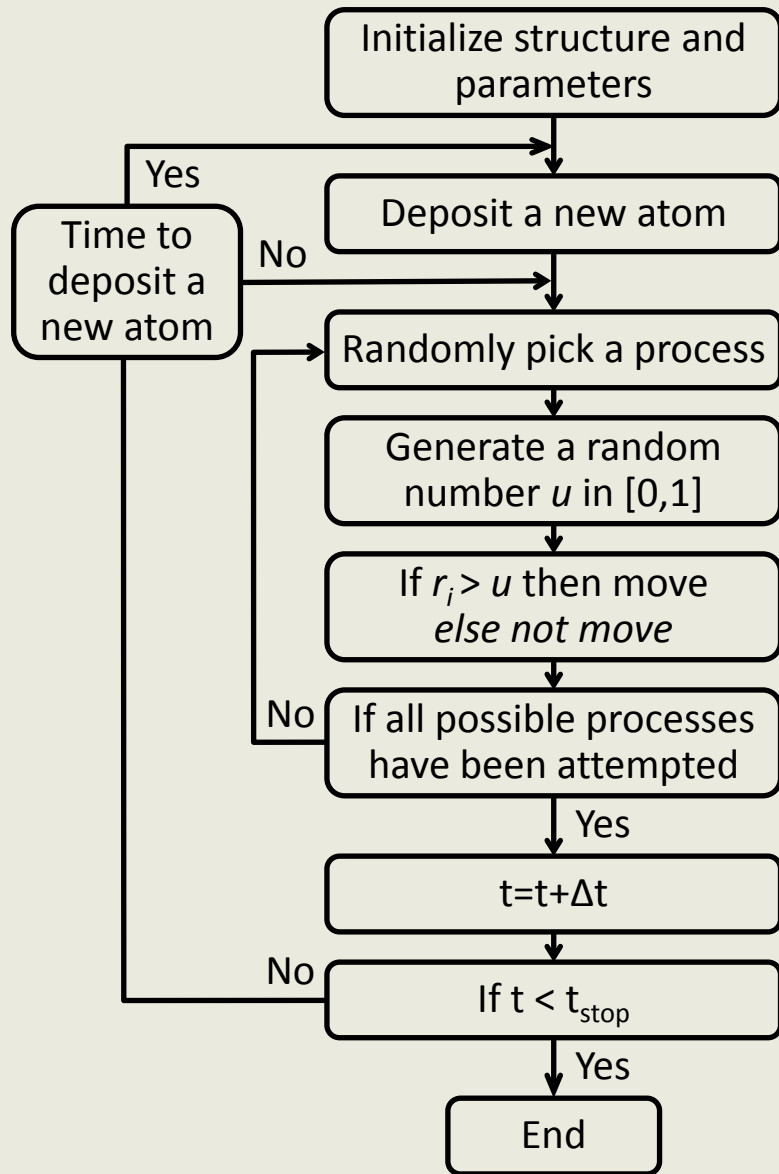 Initialize structure and
parameters
Yes
Deposit a new atom
Time to
deposit a
new atom
No
Randomly pick a process
Generate a random
number u in [0,1]
If rᵢ > u then move
else not move
No
If all possible processes
have been attempted
Yes
t=t+Δt
No
If t < tstop
Yes
End